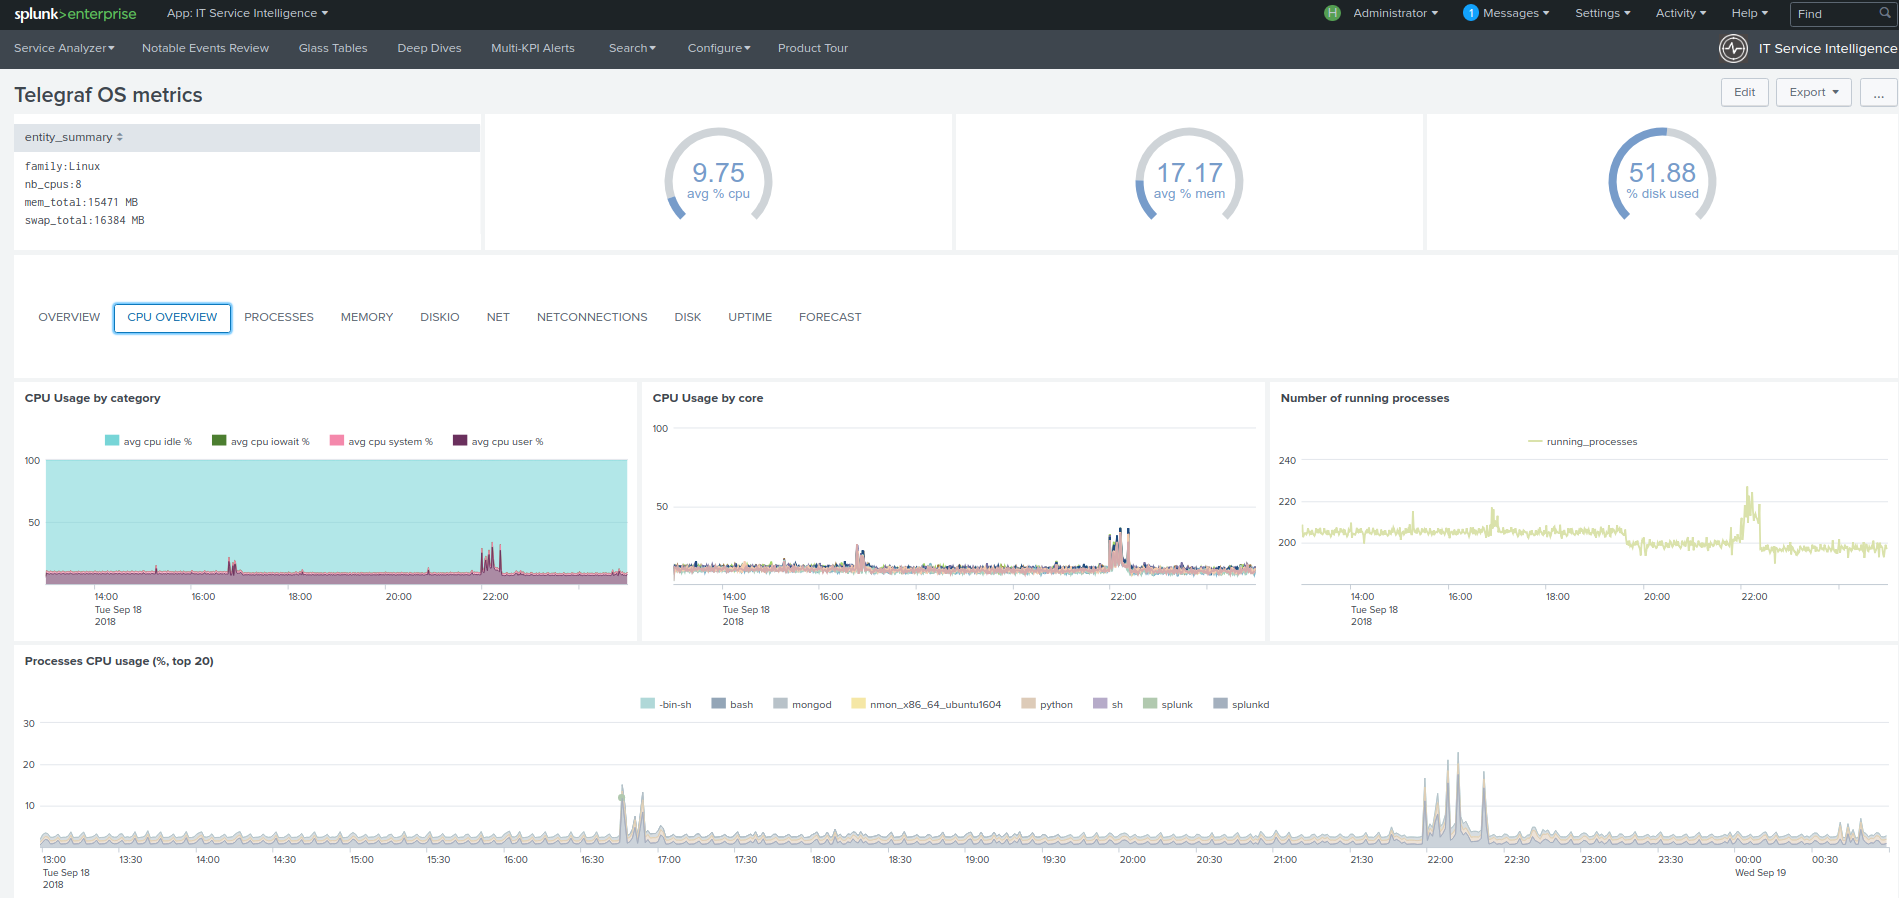 splunk>enterprise App: IT Service Intelligence H Administrator 1 Messages Settings Activity Help Find
Service Analyzer Notable Events Review Glass Tables Deep Dives Multi-KPI Alerts Search Configure Product Tour IT Service Intelligence
Telegraf OS metrics Edit Export ...
entity_summary
family:Linux
nb_cpus:8
mem_total:15471 MB
swap_total:16384 MB
9.75
avg % cpu
17.17
avg % mem
51.88
% disk used
OVERVIEW CPU OVERVIEW PROCESSES MEMORY DISKIO NET NETCONNECTIONS DISK UPTIME FORECAST
CPU Usage by category
avg cpu idle % avg cpu iowait % avg cpu system % avg cpu user %
100
50
14:00 16:00 18:00 20:00 22:00
Tue Sep 18
2018
CPU Usage by core
100
50
14:00 16:00 18:00 20:00 22:00
Tue Sep 18
2018
Number of running processes
running_processes
240
220
200
14:00 16:00 18:00 20:00 22:00
Tue Sep 18
2018
Processes CPU usage (%, top 20)
-bin-sh bash mongod nmon_x86_64_ubuntu1604 python sh splunk splunkd
30
20
10
13:00 13:30 14:00 14:30 15:00 15:30 16:00 16:30 17:00 17:30 18:00 18:30 19:00 19:30 20:00 20:30 21:00 21:30 22:00 22:30 23:00 23:30 00:00 00:30
Tue Sep 18 Wed Sep 19
2018